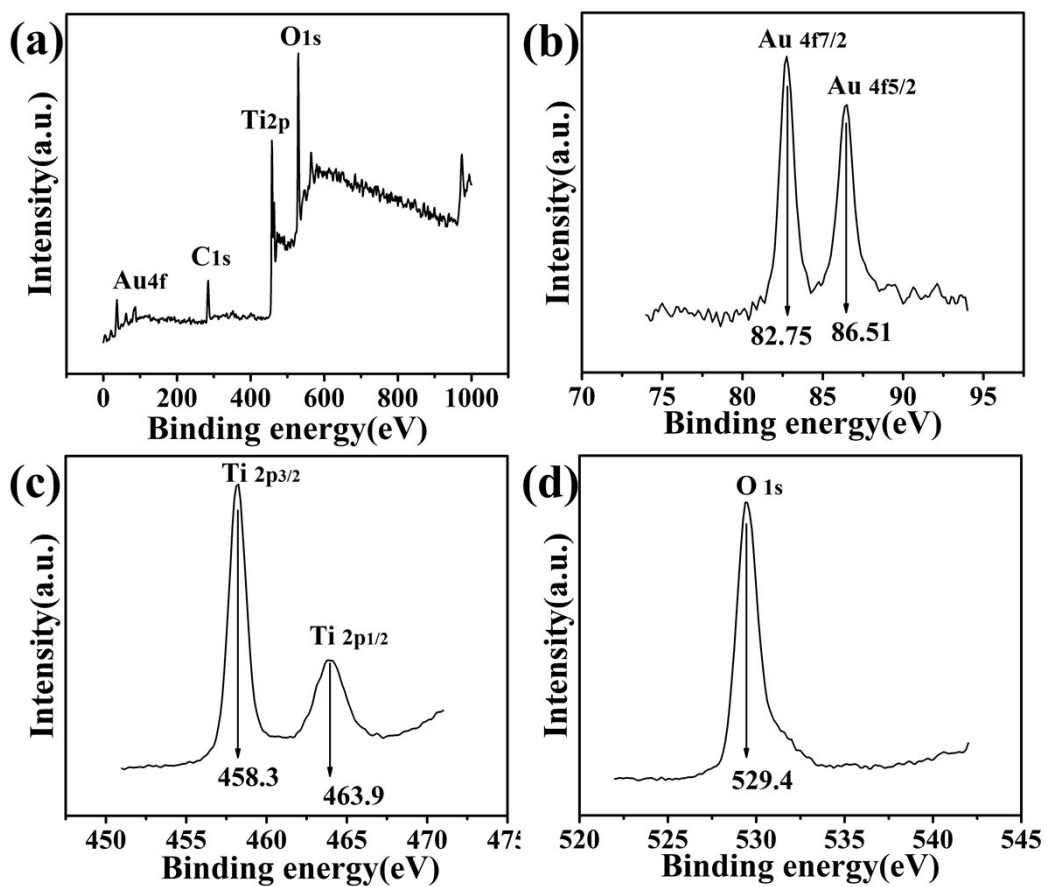 (a)
O1s
Ti2p
C1s
Au4f
Intensity(a.u.)
0 200 400 600 800 1000
Binding energy(eV)
(b)
Au 4f7/2
Au 4f5/2
82.75
86.51
Intensity(a.u.)
70 75 80 85 90 95
Binding energy(eV)
(c)
Ti 2p3/2
Ti 2p1/2
458.3
463.9
Intensity(a.u.)
450 455 460 465 470 475
Binding energy(eV)
(d)
O 1s
529.4
Intensity(a.u.)
520 525 530 535 540 545
Binding energy(eV)